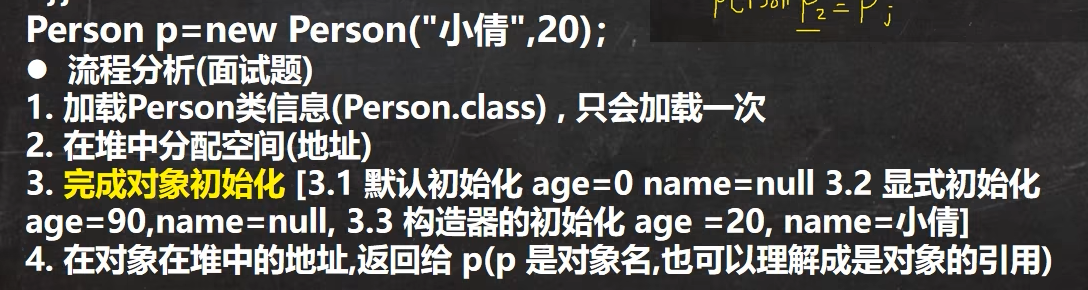 Person p2=p;
Person p=new Person("小倩",20);
● 流程分析(面试题)
1. 加载Person类信息(Person.class) , 只会加载一次
2. 在堆中分配空间(地址)
3. 完成对象初始化 [3.1 默认初始化 age=0 name=null 3.2 显式初始化
age=90,name=null, 3.3 构造器的初始化 age =20, name=小倩]
4. 在对象在堆中的地址,返回给 p(p 是对象名,也可以理解成是对象的引用)